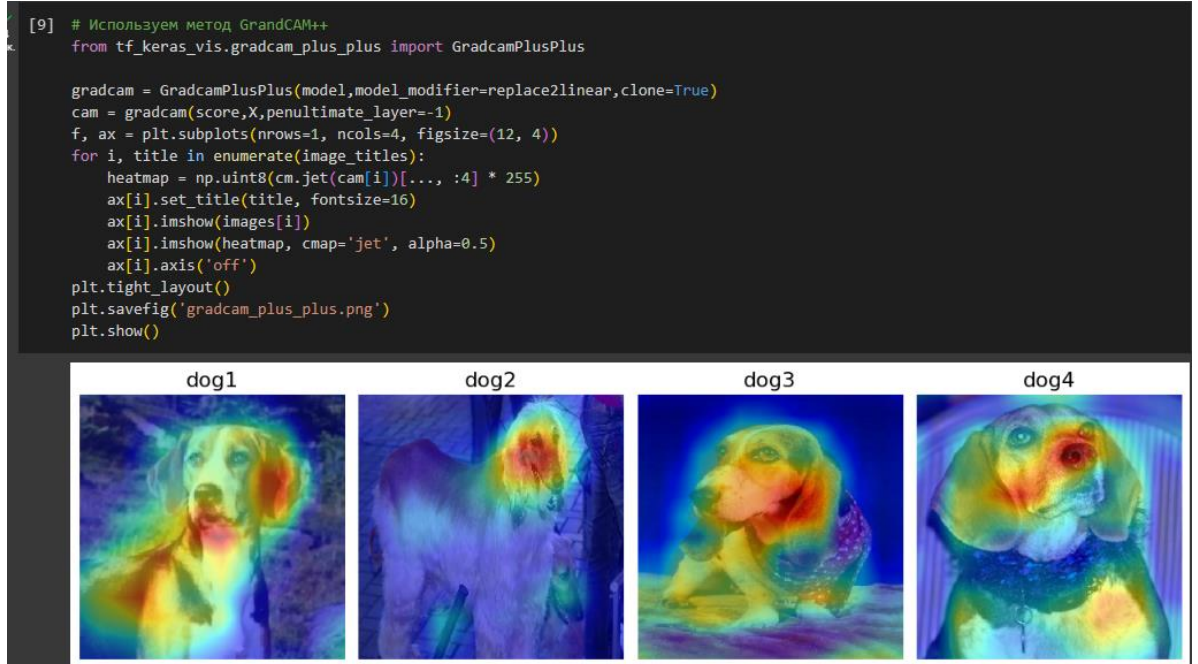 [9] # Используем метод GrandCAM++
from tf_keras_vis.gradcam_plus_plus import GradcamPlusPlus
gradcam = GradcamPlusPlus(model,model_modifier=replace2linear,clone=True)
cam = gradcam(score,X,penultimate_layer=-1)
f, ax = plt.subplots(nrows=1, ncols=4, figsize=(12, 4))
for i, title in enumerate(image_titles):
    heatmap = np.uint8(cm.jet(cam[i])[..., :4] * 255)
    ax[i].set_title(title, fontsize=16)
    ax[i].imshow(images[i])
    ax[i].imshow(heatmap, cmap='jet', alpha=0.5)
    ax[i].axis('off')
plt.tight_layout()
plt.savefig('gradcam_plus_plus.png')
plt.show()
dog1 dog2 dog3 dog4